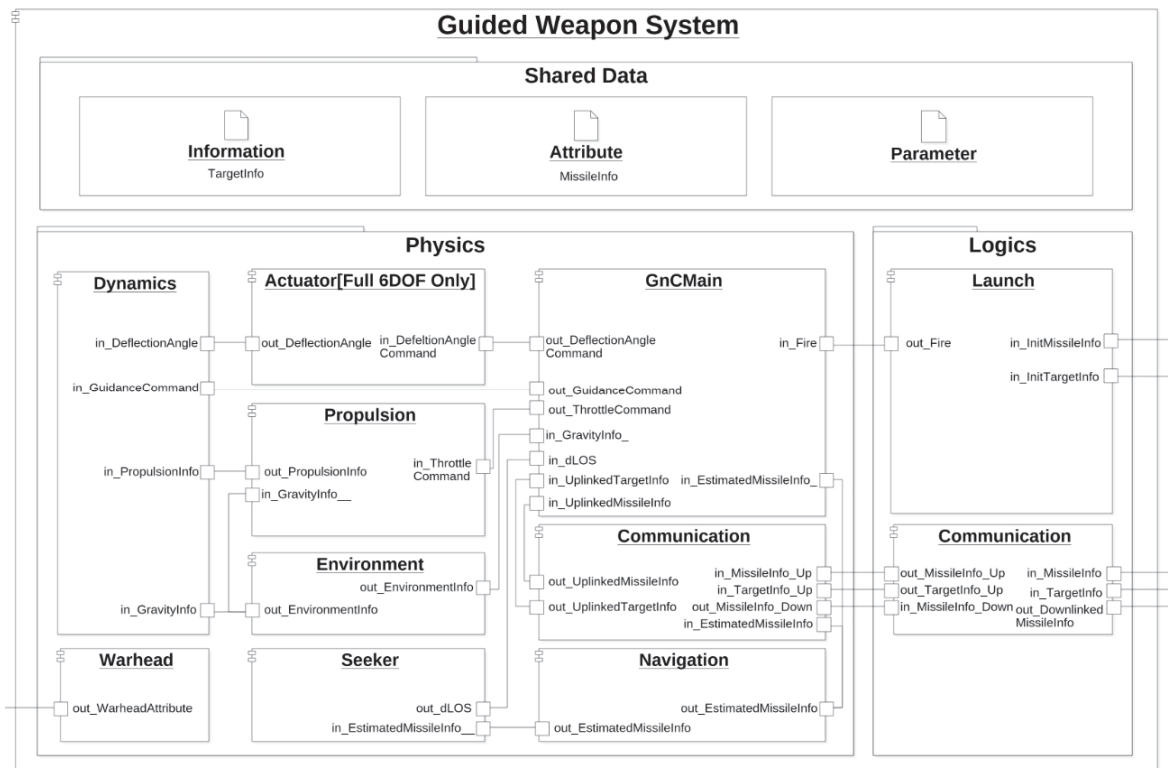 Guided Weapon System
Shared Data
Information
TargetInfo
Attribute
MissileInfo
Parameter
Physics
Dynamics
in_DeflectionAngle
in_GuidanceCommand
in_PropulsionInfo
in_GravityInfo
Actuator[Full 6DOF Only]
out_DeflectionAngle
in_DefeltionAngle
Command
Propulsion
out_PropulsionInfo
in_GravityInfo__
in_Throttle
Command
Environment
out_EnvironmentInfo
out_EnvironmentInfo
GnCMain
out_DeflectionAngle
Command
out_GuidanceCommand
out_ThrottleCommand
in_GravityInfo_
in_dLOS
in_UplinkedTargetInfo
in_UplinkedMissileInfo
in_Fire
in_EstimatedMissileInfo_
Communication
out_UplinkedMissileInfo
out_UplinkedTargetInfo
in_MissileInfo_Up
in_TargetInfo_Up
out_MissileInfo_Down
in_EstimatedMissileInfo
Warhead
out_WarheadAttribute
Seeker
out_dLOS
in_EstimatedMissileInfo__
Navigation
out_EstimatedMissileInfo
out_EstimatedMissileInfo
Logics
Launch
out_Fire
in_InitMissileInfo
in_InitTargetInfo
Communication
out_MissileInfo_Up
out_TargetInfo_Up
in_MissileInfo_Down
in_MissileInfo
in_TargetInfo
out_Downlinked
MissileInfo